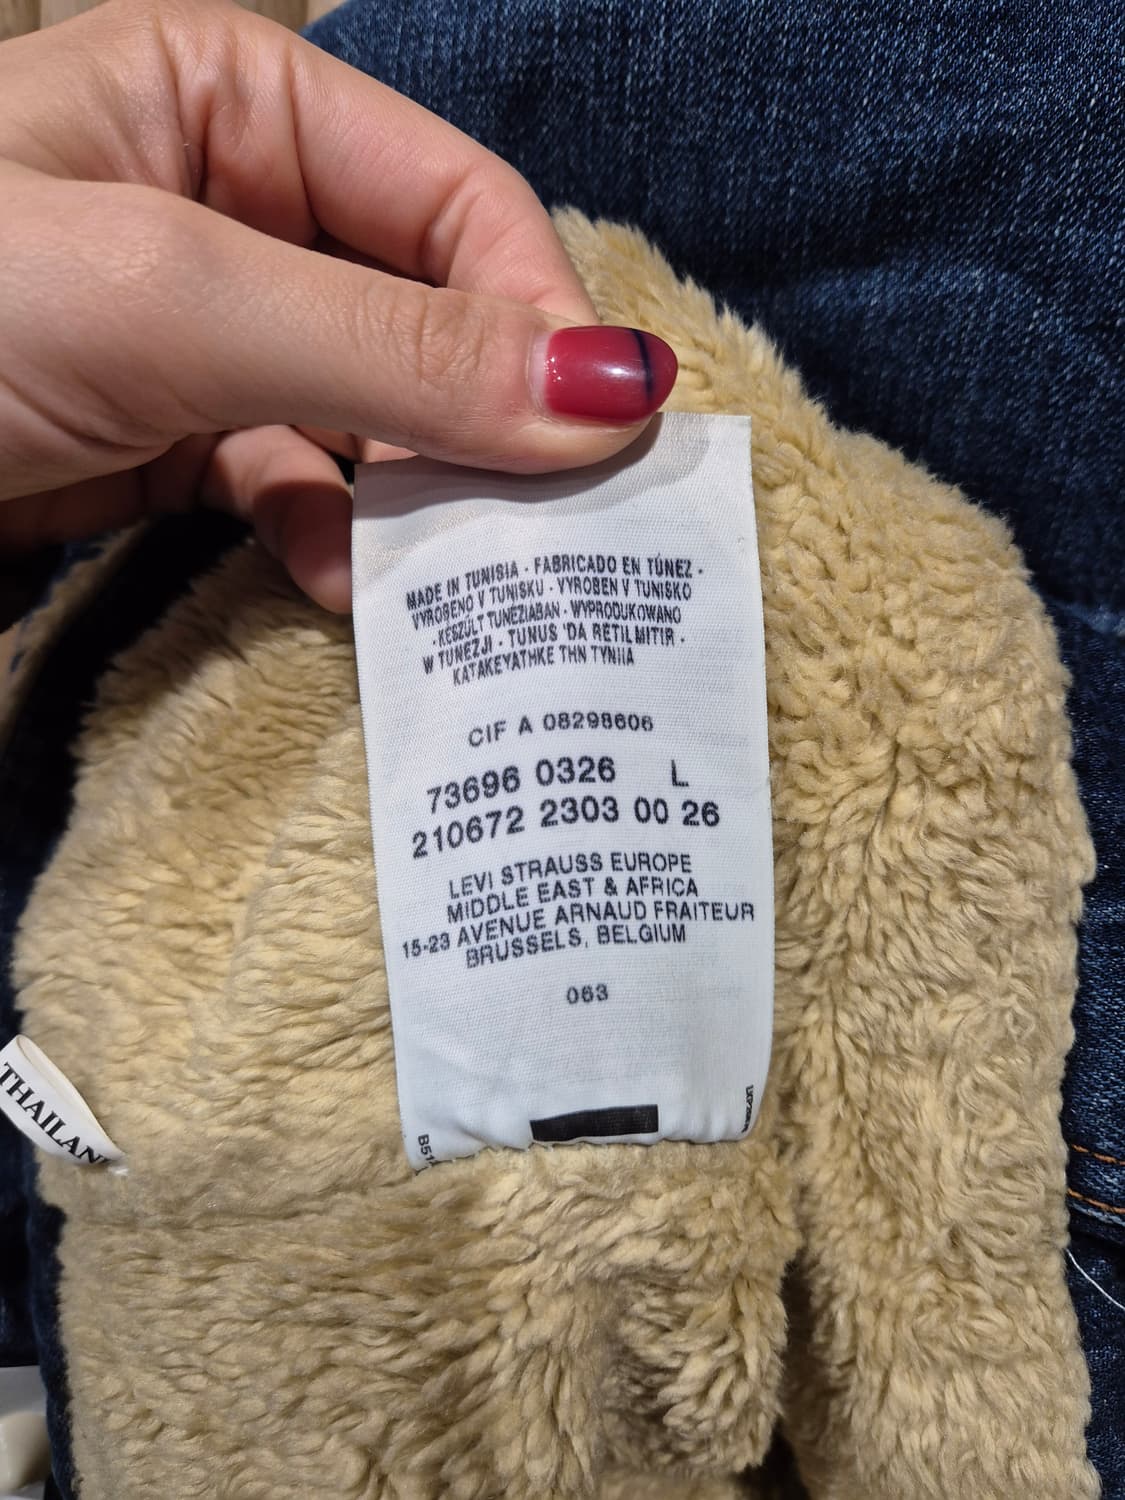 MADE IN TUNISIA - FABRICADO EN TÚNEZ -
VYROBENO V TUNISKU - VYROBEN V TUNISKO
- KÉSZÜLT TUNÉZIÁBAN - WYPRODUKOWANO
W TUNEZJI - TUNUS 'DA RETILMITIR -
KATAKEYATHKE THN TYNIIA
CIF A 08298606
73696 0326 L
210672 2303 00 26
LEVI STRAUSS EUROPE
MIDDLE EAST & AFRICA
15-23 AVENUE ARNAUD FRAITEUR
BRUSSELS, BELGIUM
063
THAILAN